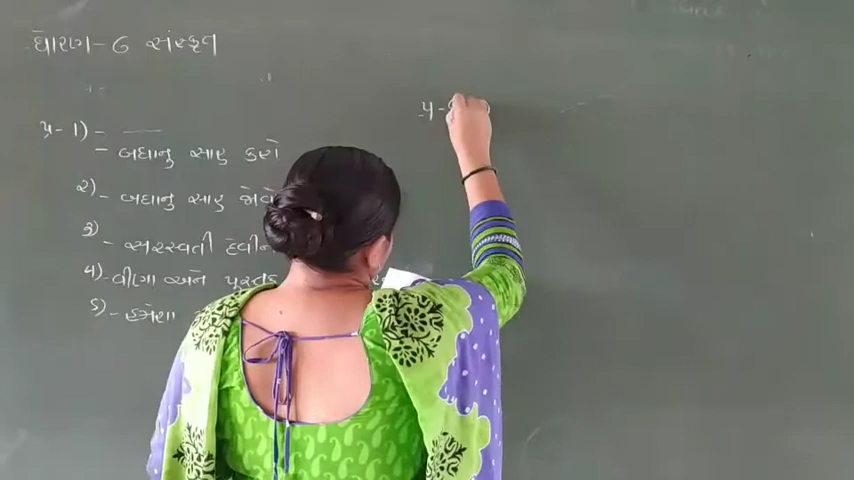 ધોરણ - 6 સંસ્કૃત
પ્ર - 1)
- બધાનું સારું કરો
2) - બધાનું સારું
3) - સરસ્વતી દેવીન
4) - વીણા અને પુસ્તક
5) - હંમેશા
પ્ર -